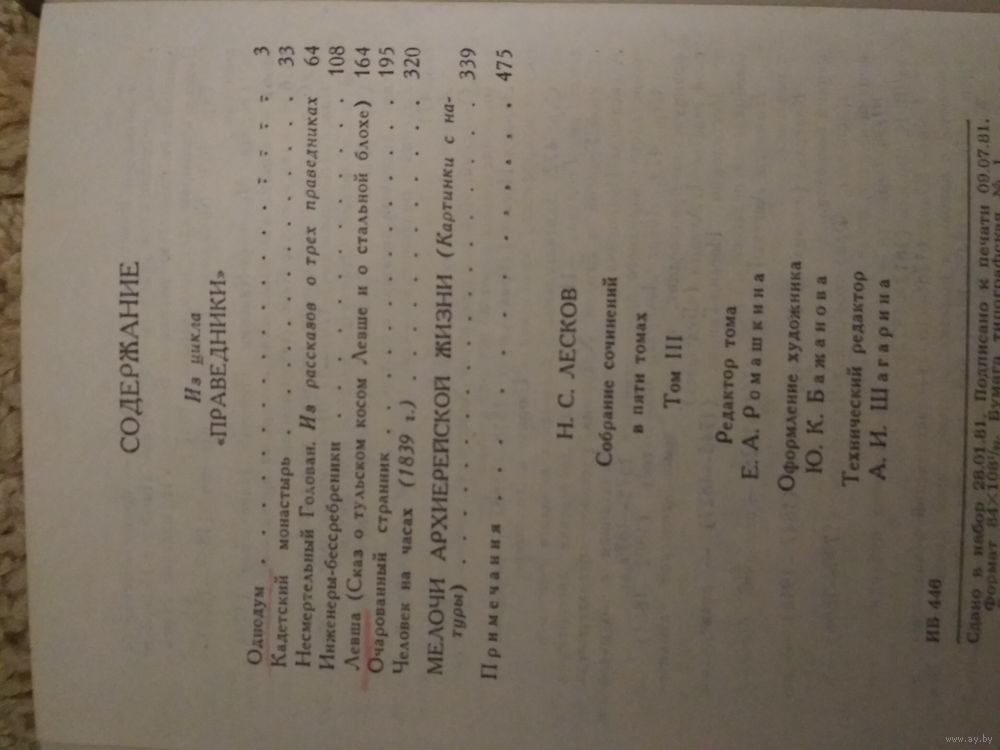 СОДЕРЖАНИЕ
Из цикла
«ПРАВЕДНИКИ»
Однодум . . . . . . . . . . . . . . 3
Кадетский монастырь . . . . . . . . . . . 33
Несмертельный Голован. Из рассказов о трех праведниках 64
Инженеры-бессребреники . . . . . . . . . . 108
Левша (Сказ о тульском косом Левше и о стальной блохе) 164
Очарованный странник . . . . . . . . . . . 195
Человек на часах (1839 г.) . . . . . . . . . . 320
МЕЛОЧИ АРХИЕРЕЙСКОЙ ЖИЗНИ (Картинки с на-
туры) . . . . . . . . . . . . . . 339
Примечания . . . . . . . . . . . . 475
Н. С. ЛЕСКОВ
Собрание сочинений
в пяти томах
Том III
Редактор тома
Е. А. Ромашкина
Оформление художника
Ю. К. Бажанова
Технический редактор
А. И. Шагарина
ИБ 446
Сдано в набор 28.01.81. Подписано к печати 09.07.81.
Формат 84×108
www.ay.by